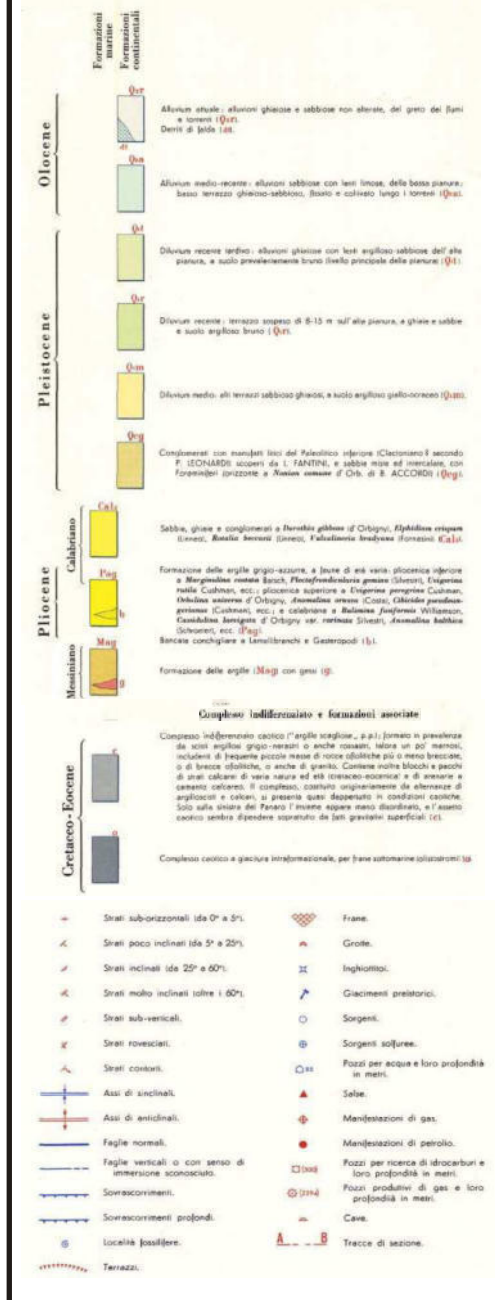 Formazioni marine
Formazioni continentali
Olocene
Q3r
dt
Alluvium attuale: alluvioni ghiaiose e sabbiose non alterate, del greto dei fiumi
e torrenti (Q3r).
Detriti di falda (dt).
Q3a
Alluvium medio-recente: alluvioni sabbiose con lenti limose, della bassa pianura;
basso terrazzo ghiaioso-sabbioso, fissato e coltivato lungo i torrenti (Q3a).
Pleistocene
Diluvium recente tardivo: alluvioni ghiaiose con lenti argilloso-sabbiose dell'alta
pianura, a suolo prevalentemente bruno (livello principale della pianura)
Diluvium recente: terrazzo sospeso di 8-15 m sull'alta pianura, a ghiaie e sabbie
e suolo argilloso bruno
Diluvium medio: alti terrazzi sabbioso ghiaiosi, a suolo argilloso giallo-ocraceo
Qcg
Conglomerati con manufatti litici del Paleolitico inferiore (Clactoniano I secondo
P. LEONARDI) scoperti da L. FANTINI, e sabbie marine ad intercalate, con
Foraminiferi (orizzonte a Nonion comune d'Orb. di B. ACCORDI) (Qcg).
Pliocene
Calabriano
Sabbie, ghiaie e conglomerati a Dorothia gibbosa (d'Orbigny), Elphidium crispum
(Linneo), Rotalia beccarii (Linneo), Valvulineria bradyana (Fornasini)
Pag
b
Formazione delle argille grigio-azzurre, a faune di età varia: pliocenica inferiore
a Marginulina costata Batsch, Plectofrondicularia gemina (Silvestri), Uvigerina
rutila Cushman, ecc.; pliocenica superiore a Uvigerina peregrina Cushman,
Orbulina universa d'Orbigny, Anomalina ornata (Costa), Cibicides pseudoun-
gerianus (Cushman), ecc.; e calabriana a Bulimina fusiformis Williamson,
Cassidulina laevigata d'Orbigny var. carinata Silvestri, Anomalina balthica
(Schroeter), ecc. (Pag).
Bancate conchigliare a Lamellibranchi e Gasteropodi (b).
Messiniano
Mag
g
Formazione delle argille (Mag) con gessi (g).
Complesso indifferenziato e formazioni associate
Cretaceo-Eocene
c
Complesso indifferenziato caotico ("argille scagliose„ p.p.); formato in prevalenza
da scisti argillosi grigio-nerastri o anche rossastri, talora un po' marnosi,
includenti di frequente piccole masse di rocce ofiolitiche più o meno brecciate,
o di brecce ofiolitiche, o anche di granito. Contiene inoltre blocchi e pacchi
di strati calcarei di varia natura ed età (cretaceo-eocenica) e di arenarie a
cemento calcareo. Il complesso, costituito originariamente da alternanze di
argilloscisti e calcari, si presenta quasi dappertutto in condizioni caotiche.
Solo sulla sinistra del Panaro l'insieme appare meno disordinato, e l'assetto
caotico sembra dipendere soprattutto da fatti gravitativi superficiali (c).
o
Complesso caotico a giacitura intraformazionale, per frane sottomarine (olistostromi)
Strati sub-orizzontali (da 0° a 5°).
Strati poco inclinati (da 5° a 25°).
Strati inclinati (da 25° a 60°).
Strati molto inclinati (oltre i 60°).
Strati sub-verticali.
Strati rovesciati.
Strati contorti.
Assi di sinclinali.
Assi di anticlinali.
Faglie normali.
Faglie verticali o con senso di
immersione sconosciuto.
Sovrascorrimenti.
Sovrascorrimenti profondi.
Località fossilifere.
Terrazzi.
Frane.
Grotte.
Inghiottitoi.
Giacimenti preistorici.
Sorgenti.
Sorgenti solfuree.
Pozzi per acqua e loro profondità
in metri.
Salse.
Manifestazioni di gas.
Manifestazioni di petrolio.
(300) Pozzi per ricerca di idrocarburi e
loro profondità in metri.
Pozzi produttivi di gas e loro
profondità in metri.
Cave.
A B Tracce di sezione.